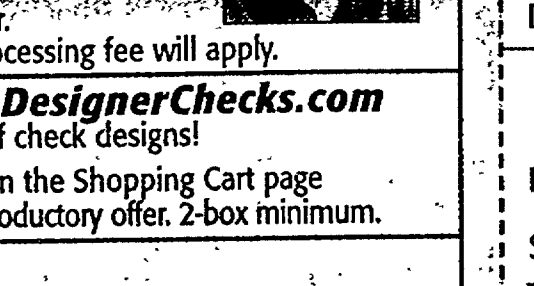 r.
ocessing fee will apply.
DesignerChecks.com
f check designs!
n the Shopping Cart page
oductory offer. 2-box minimum.